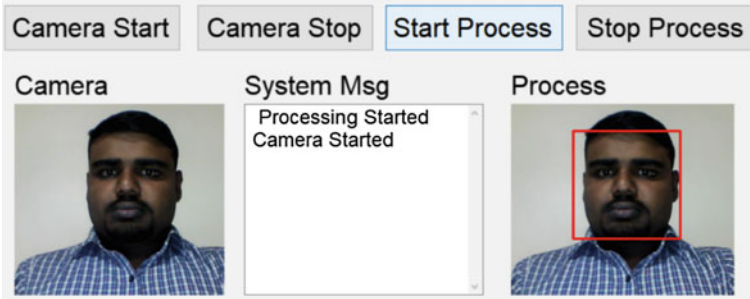 Camera Start Camera Stop Start Process Stop Process
Camera System Msg Process
Processing Started
Camera Started